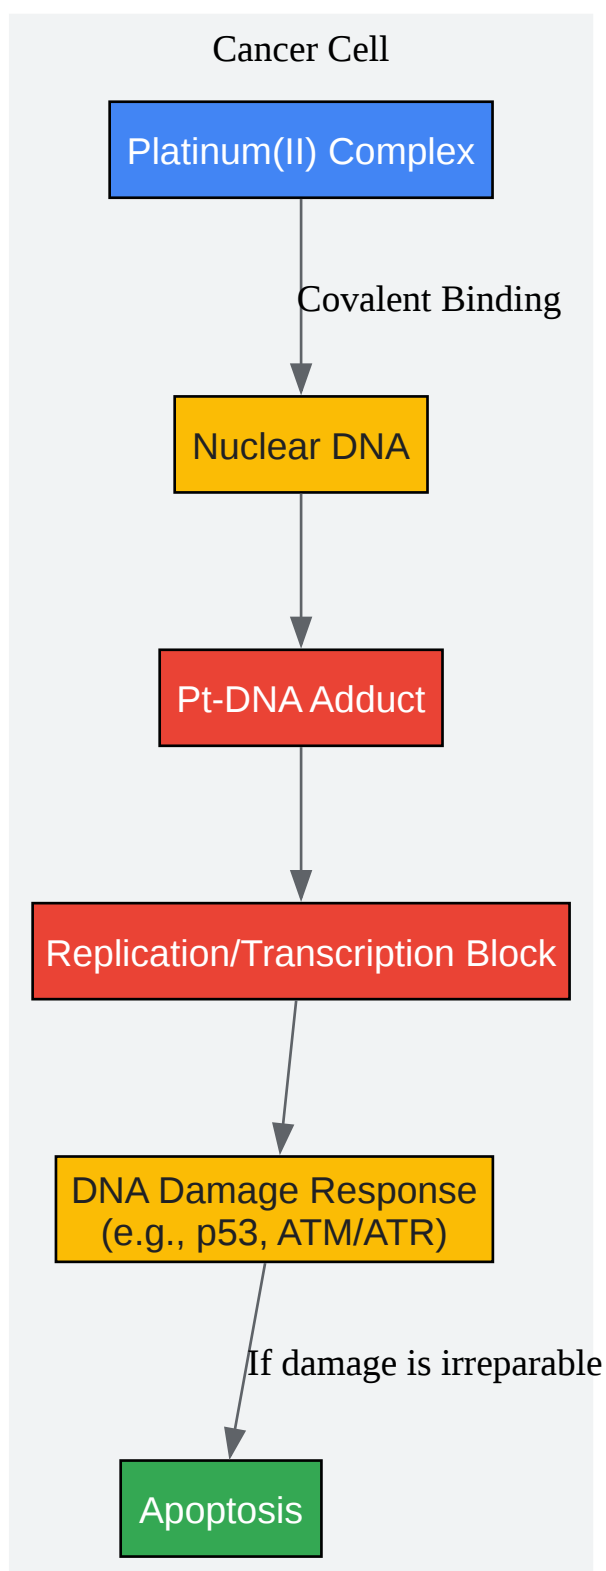 Cancer Cell
Platinum(II) Complex
Covalent Binding
Nuclear DNA
Pt-DNA Adduct
Replication/Transcription Block
DNA Damage Response
(e.g., p53, ATM/ATR)
If damage is irreparable
Apoptosis